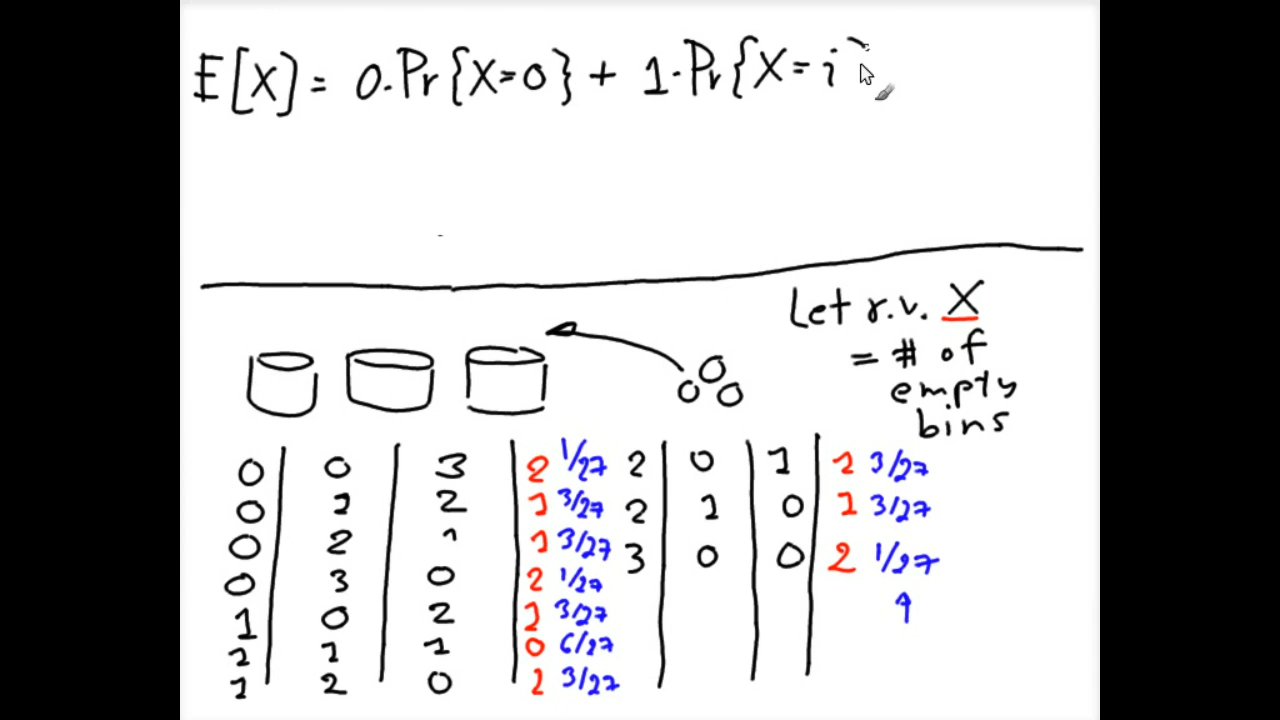 E[X] = 0·Pr{X=0} + 1·Pr{X=i}
Let r.v. X
= # of
empty
bins
0 0 3 2 1/27
0 1 2 1 3/27
0 2 1 1 3/27
0 3 0 2 1/27
1 0 2 1 3/27
1 1 1 0 6/27
1 2 0 1 3/27
2 0 1 1 3/27
2 1 0 1 3/27
3 0 0 2 1/27